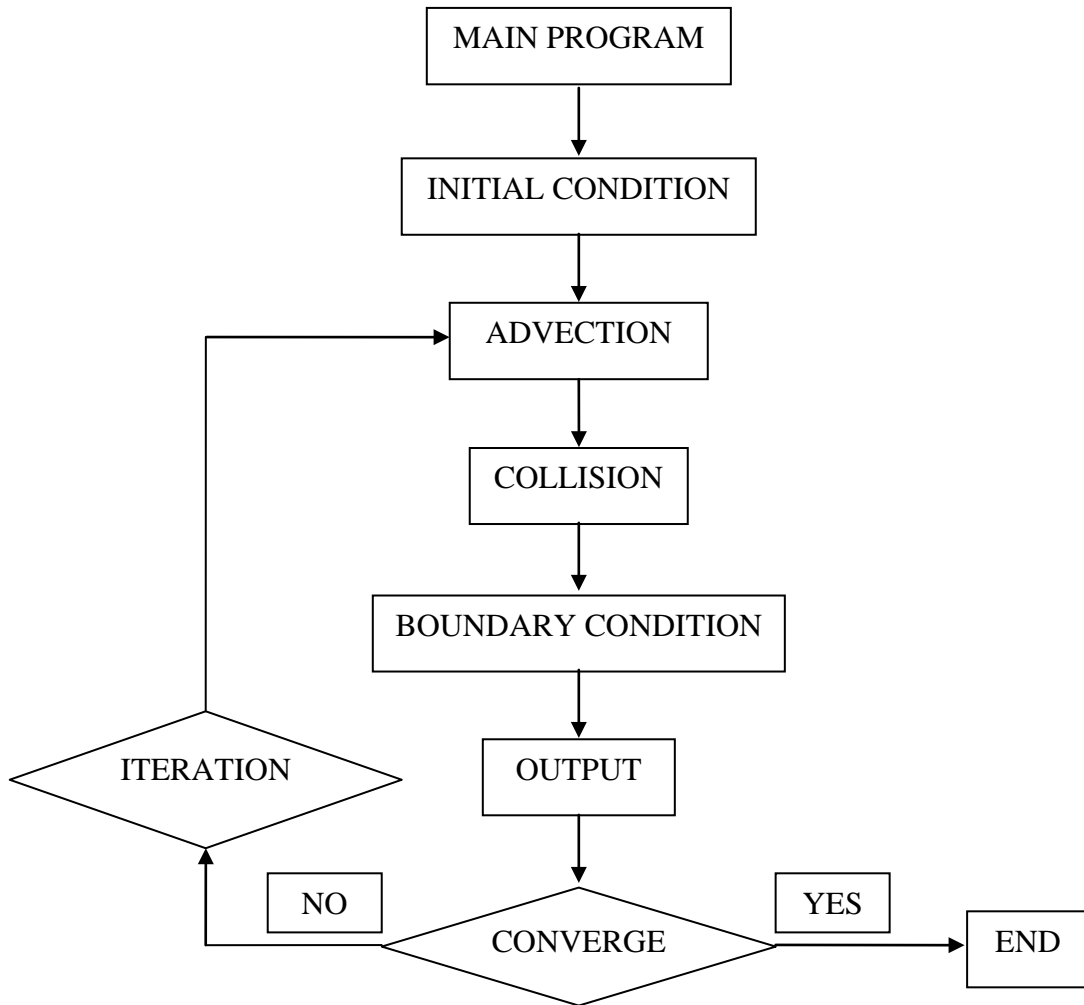 MAIN PROGRAM
INITIAL CONDITION
ADVECTION
COLLISION
BOUNDARY CONDITION
ITERATION
OUTPUT
NO
YES
CONVERGE
END